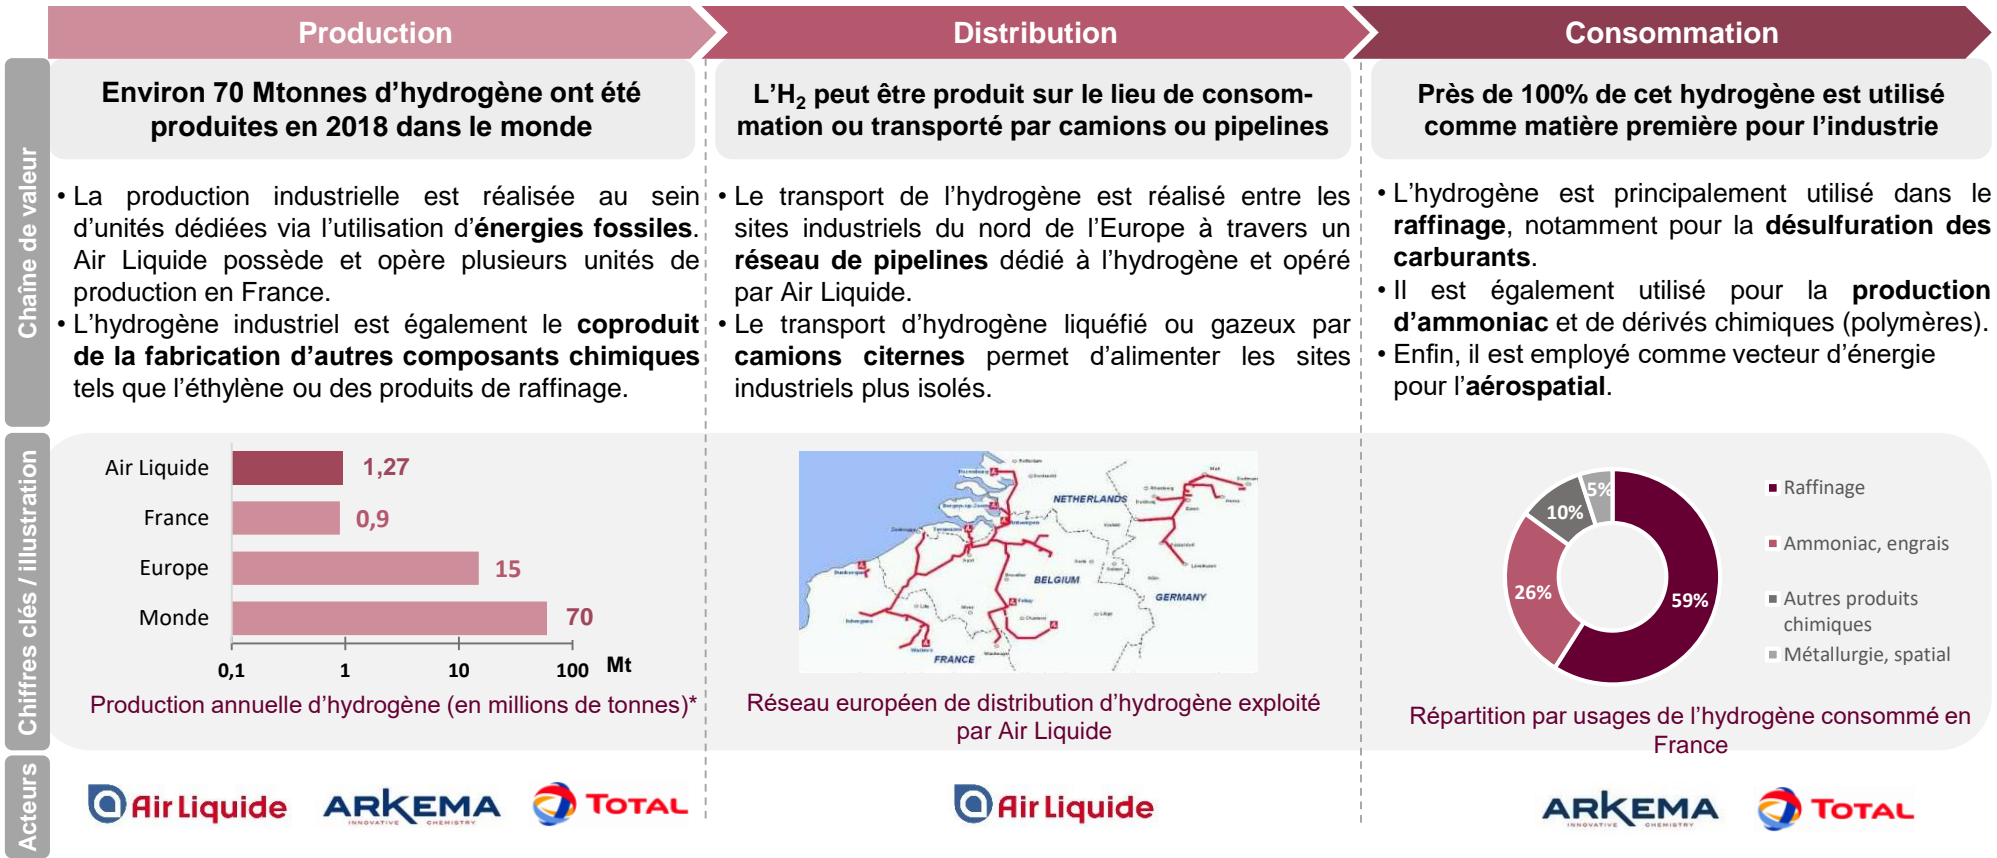 Production
Distribution
Consommation
Chaîne de valeur
Environ 70 Mtonnes d’hydrogène ont été
produites en 2018 dans le monde
• La production industrielle est réalisée au sein
d’unités dédiées via l’utilisation d’énergies fossiles.
Air Liquide possède et opère plusieurs unités de
production en France.
• L’hydrogène industriel est également le coproduit
de la fabrication d’autres composants chimiques
tels que l’éthylène ou des produits de raffinage.
L’H₂ peut être produit sur le lieu de consom-
mation ou transporté par camions ou pipelines
• Le transport de l’hydrogène est réalisé entre les
sites industriels du nord de l’Europe à travers un
réseau de pipelines dédié à l’hydrogène et opéré
par Air Liquide.
• Le transport d’hydrogène liquéfié ou gazeux par
camions citernes permet d’alimenter les sites
industriels plus isolés.
Près de 100% de cet hydrogène est utilisé
comme matière première pour l’industrie
• L’hydrogène est principalement utilisé dans le
raffinage, notamment pour la désulfuration des
carburants.
• Il est également utilisé pour la production
d’ammoniac et de dérivés chimiques (polymères).
• Enfin, il est employé comme vecteur d’énergie
pour l’aérospatial.
Chiffres clés / illustration
Air Liquide 1,27
France 0,9
Europe 15
Monde 70
0,1 1 10 100 Mt
Production annuelle d’hydrogène (en millions de tonnes)*
NETHERLANDS
BELGIUM
GERMANY
FRANCE
Réseau européen de distribution d’hydrogène exploité
par Air Liquide
5%
10%
26%
59%
Raffinage
Ammoniac, engrais
Autres produits
chimiques
Métallurgie, spatial
Répartition par usages de l’hydrogène consommé en
France
Acteurs
Air Liquide
ARKEMA
INNOVATIVE CHEMISTRY
TOTAL
Air Liquide
ARKEMA
INNOVATIVE CHEMISTRY
TOTAL